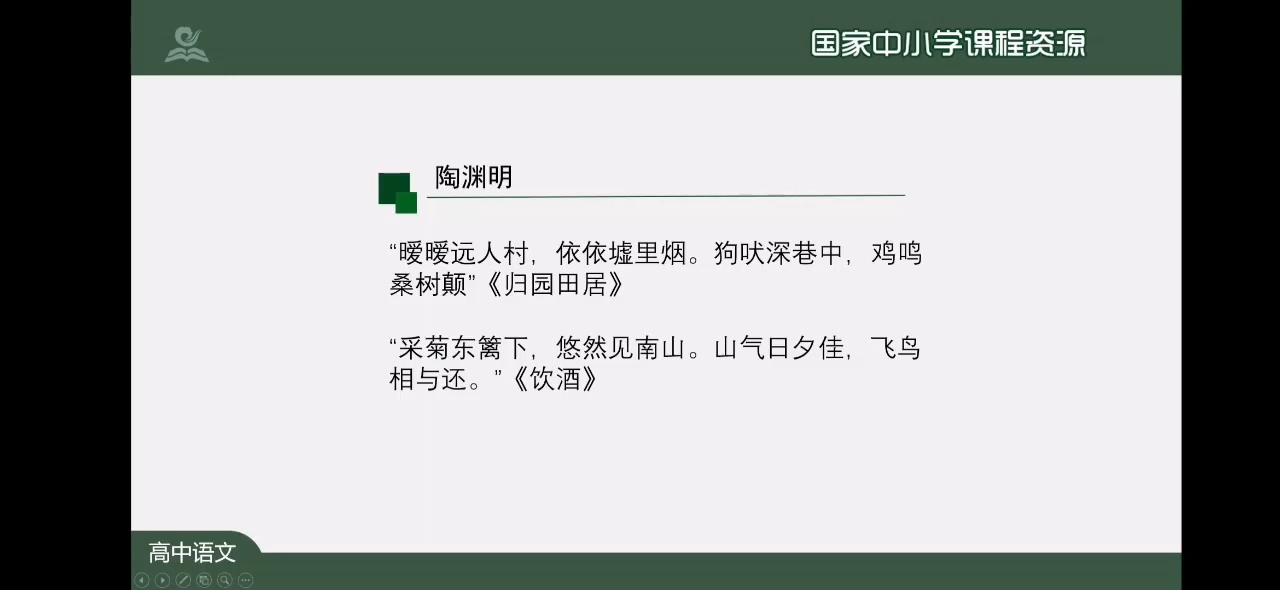 国家中小学课程资源
陶渊明
“暧暧远人村，依依墟里烟。狗吠深巷中，鸡鸣
桑树颠”《归园田居》
“采菊东篱下，悠然见南山。山气日夕佳，飞鸟
相与还。”《饮酒》
高中语文